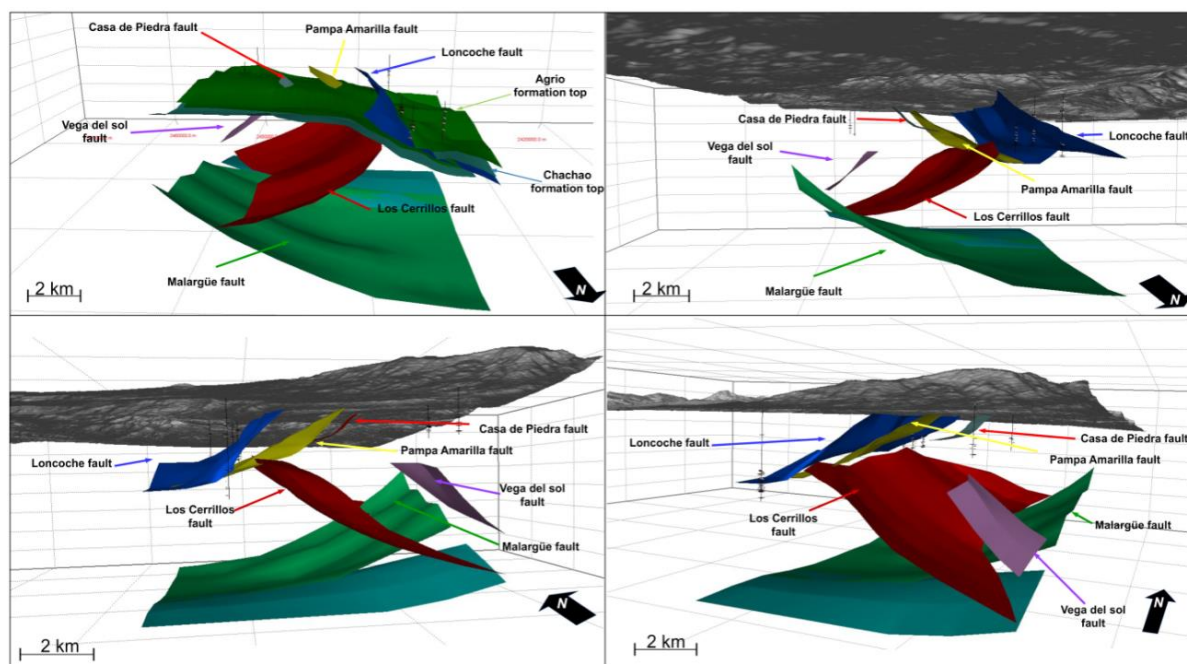 Casa de Piedra fault
Pampa Amarilla fault
Loncoche fault
Agrio
formation top
Vega del sol
fault
Chachao
formation top
Los Cerrillos fault
Malargüe fault
2 km
N
Casa de Piedra fault
Loncoche fault
Vega del sol
fault
Pampa Amarilla fault
Los Cerrillos fault
Malargüe fault
2 km
N
Casa de Piedra fault
Loncoche fault
Pampa Amarilla fault
Vega del sol
fault
Los Cerrillos
fault
Malargüe fault
2 km
N
Loncoche fault
Casa de Piedra fault
Pampa Amarilla fault
Los Cerrillos
fault
Malargüe
fault
Vega del sol
fault
2 km
N